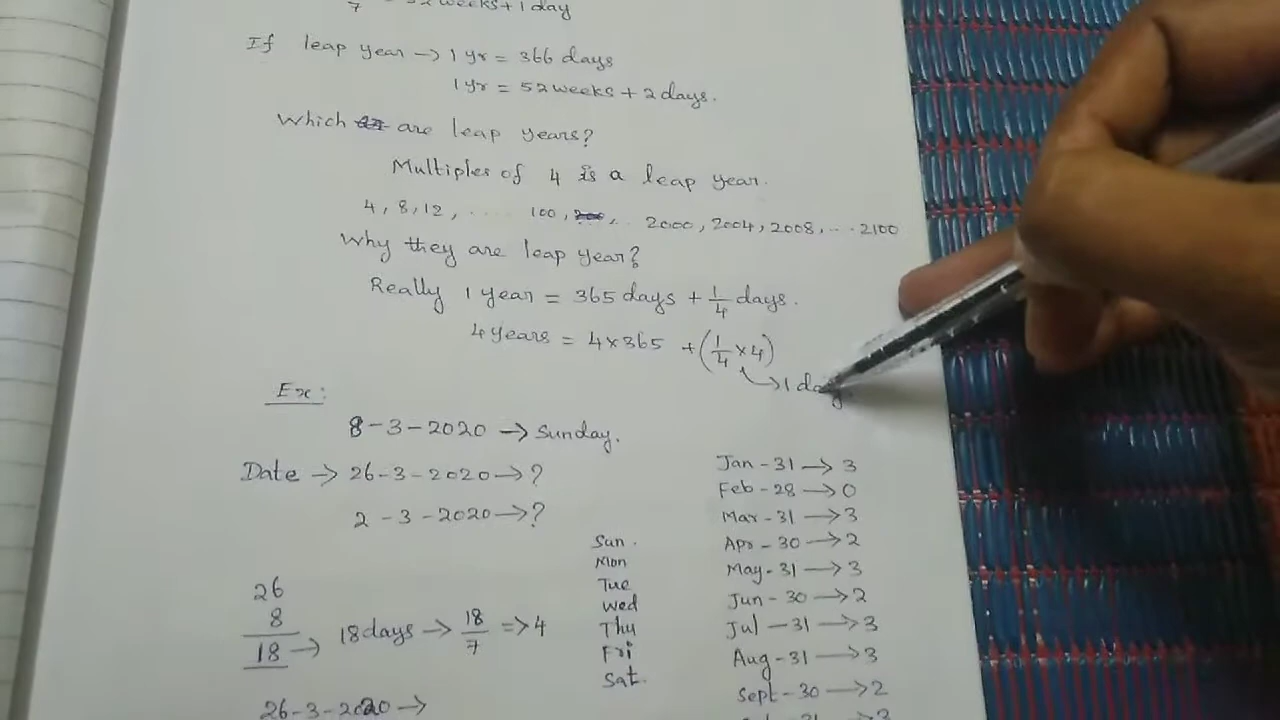 7 weeks + 1 day
If leap year → 1 yr = 366 days
1 yr = 52 weeks + 2 days.
Which are leap years?
Multiples of 4 is a leap year.
4, 8, 12, .... 100, .. 2000, 2004, 2008, ... 2100
Why they are leap year?
Really 1 year = 365 days + 1/4 days.
4 years = 4 × 365 + (1/4 × 4)
→ 1 day
Ex:
8 - 3 - 2020 → Sunday.
Date → 26 - 3 - 2020 → ?
2 - 3 - 2020 → ?
26
8
18 → 18 days → 18/7 => 4
26 - 3 - 2020 →
Sun.
Mon
Tue
Wed
Thu
Fri
Sat.
Jan - 31 → 3
Feb - 28 → 0
Mar - 31 → 3
Apr - 30 → 2
May - 31 → 3
Jun - 30 → 2
Jul - 31 → 3
Aug - 31 → 3
Sept - 30 → 2